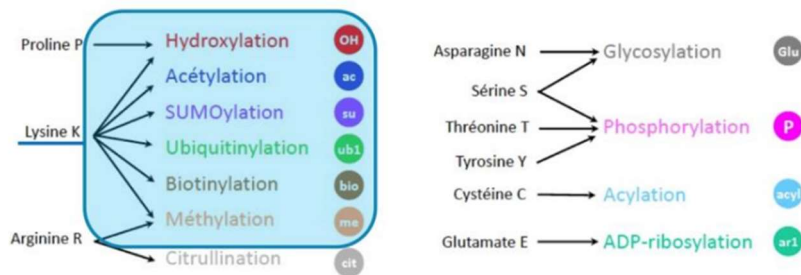 Proline P
Hydroxylation
OH
Acétylation
ac
SUMOylation
su
Lysine K
Ubiquitinylation
ub1
Biotinylation
bio
Méthylation
me
Arginine R
Citrullination
cit
Asparagine N
Glycosylation
Glu
Sérine S
Thréonine T
Phosphorylation
P
Tyrosine Y
Cystéine C
Acylation
acyl
Glutamate E
ADP-ribosylation
ar1